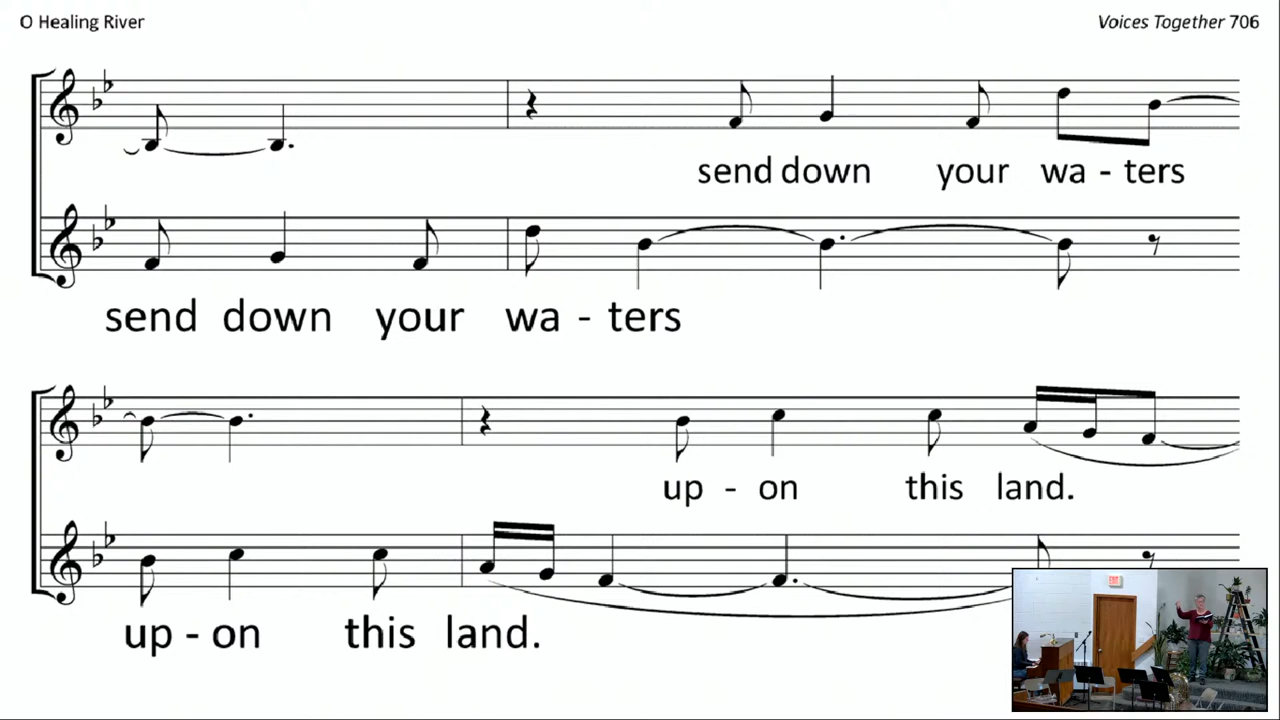 O Healing River
Voices Together 706
send down your wa - ters
send down your wa - ters
up - on this land.
up - on this land.
EXIT